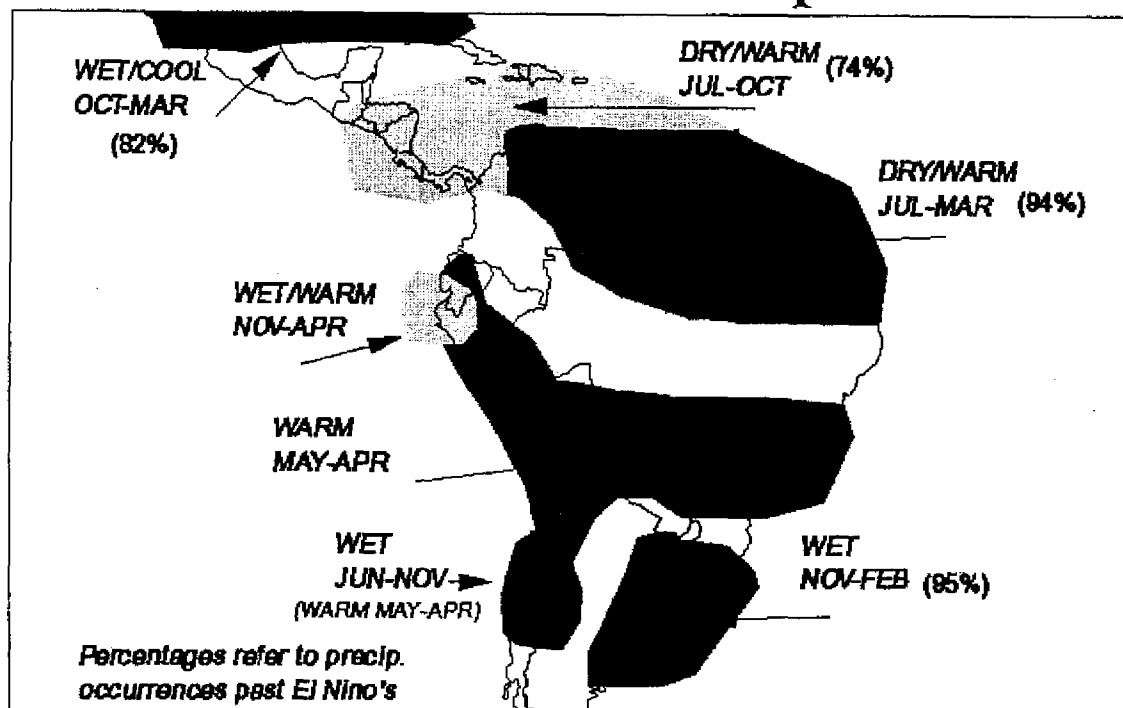 WET/COOL
OCT-MAR
(82%)
DRY/WARM (74%)
JUL-OCT
DRY/WARM
JUL-MAR (94%)
WET/WARM
NOV-APR
WARM
MAY-APR
WET
JUN-NOV
(WARM MAY-APR)
WET
NOV-FEB (95%)
Percentages refer to precip.
occurrences past El Nino's